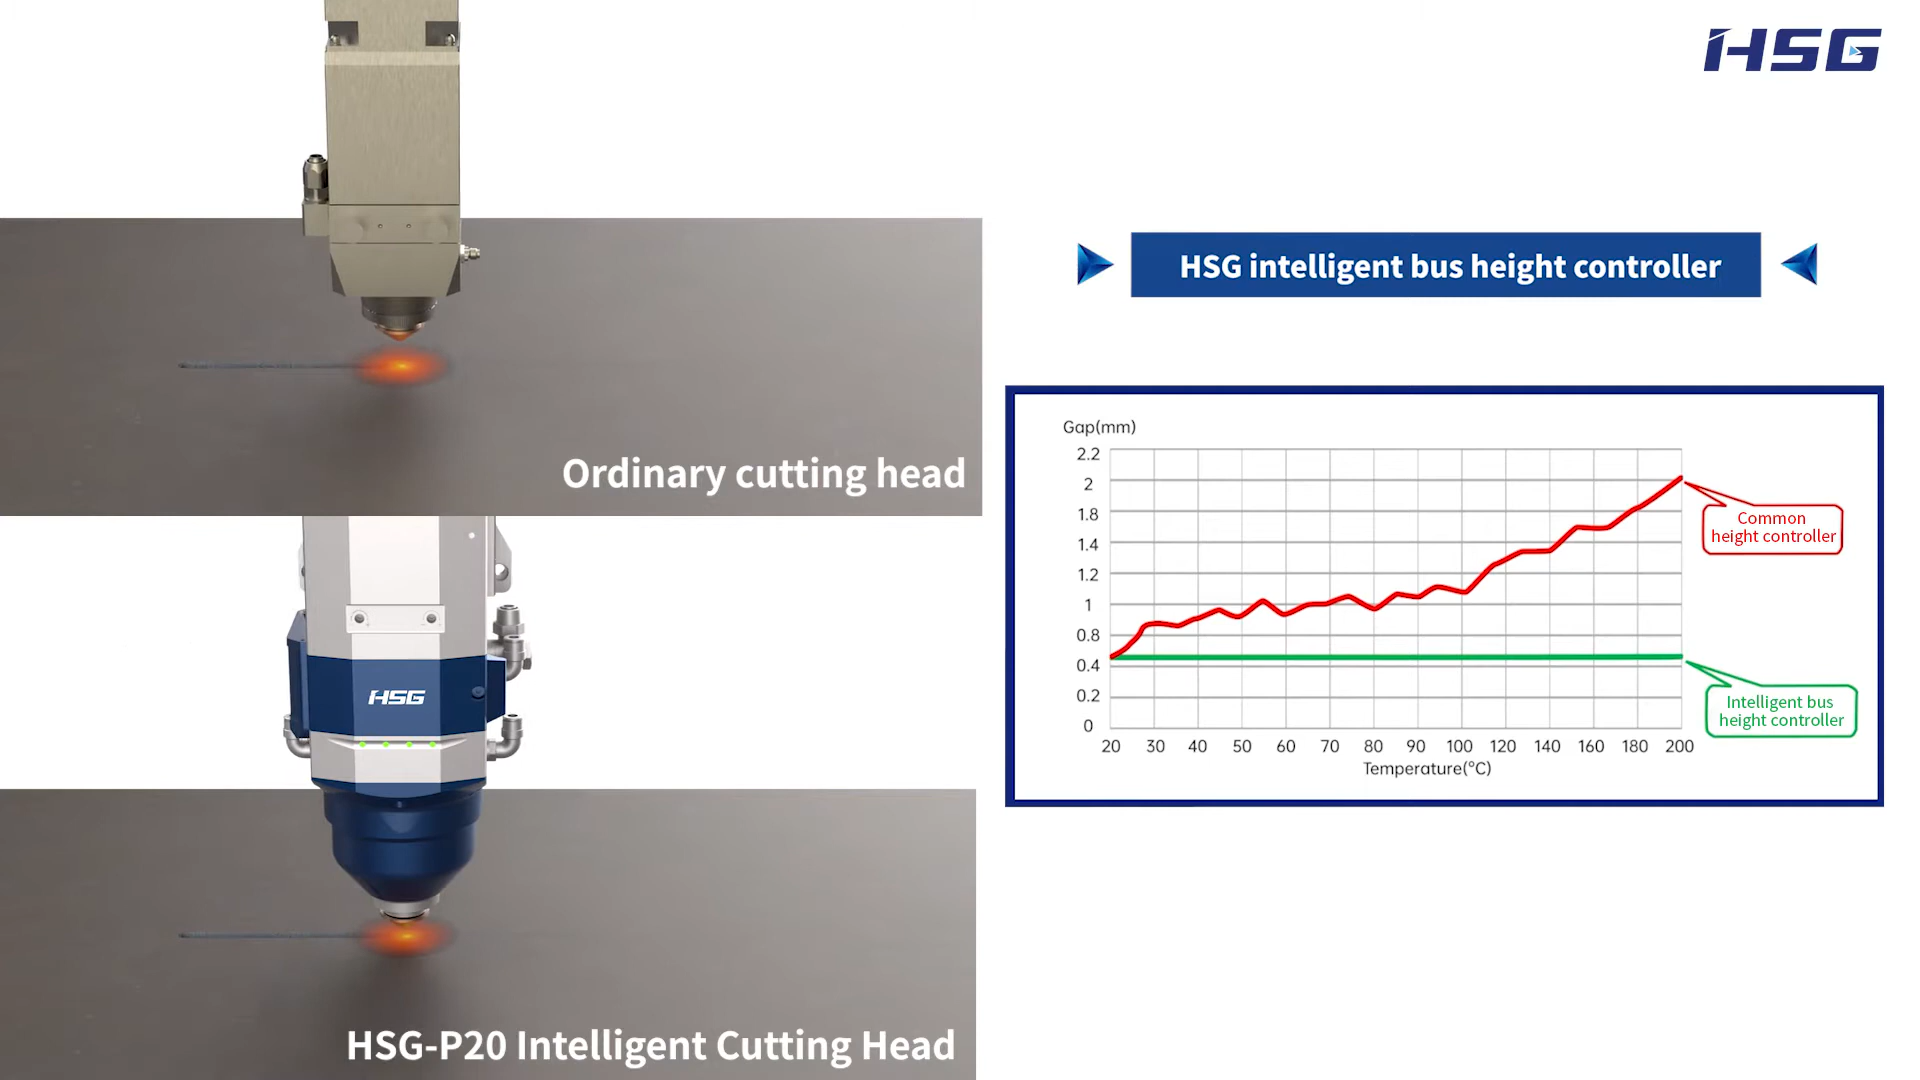 HSG
HSG intelligent bus height controller
Ordinary cutting head
Gap(mm)
2.2
2
1.8
1.4
1.2
1
0.8
0.4
0.2
0
20 30 40 50 60 70 80 90 100 120 140 160 180 200
Temperature(°C)
Common
height controller
Intelligent bus
height controller
HSG
HSG-P20 Intelligent Cutting Head